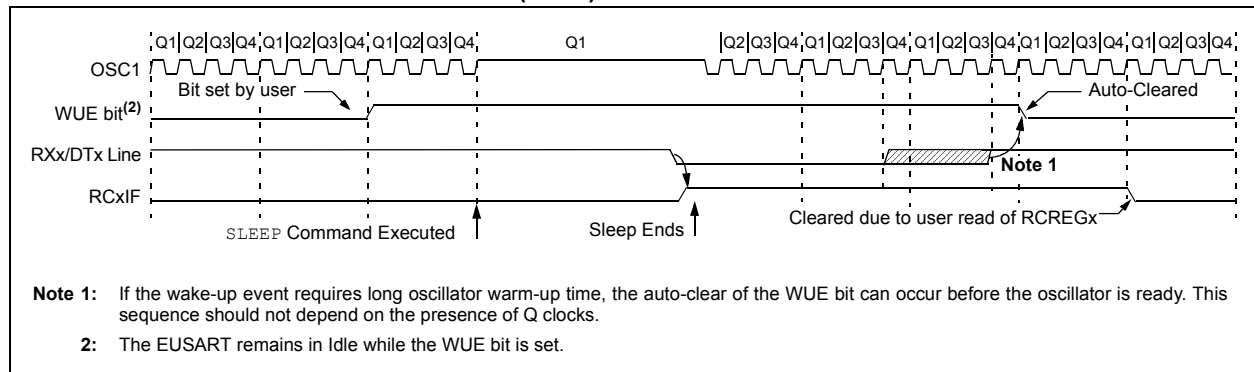 Q1 Q2 Q3 Q4 Q1 Q2 Q3 Q4 Q1 Q2 Q3 Q4 Q1 Q2 Q3 Q4 Q1 Q2 Q3 Q4 Q1 Q2 Q3 Q4 Q1 Q2 Q3 Q4 Q1 Q2 Q3 Q4
OSC1
Bit set by user
Auto-Cleared
WUE bit(2)
RXx/DTx Line
Note 1
RCxIF
Cleared due to user read of RCREGx
SLEEP Command Executed
Sleep Ends
Note 1: If the wake-up event requires long oscillator warm-up time, the auto-clear of the WUE bit can occur before the oscillator is ready. This
sequence should not depend on the presence of Q clocks.
2: The EUSART remains in Idle while the WUE bit is set.